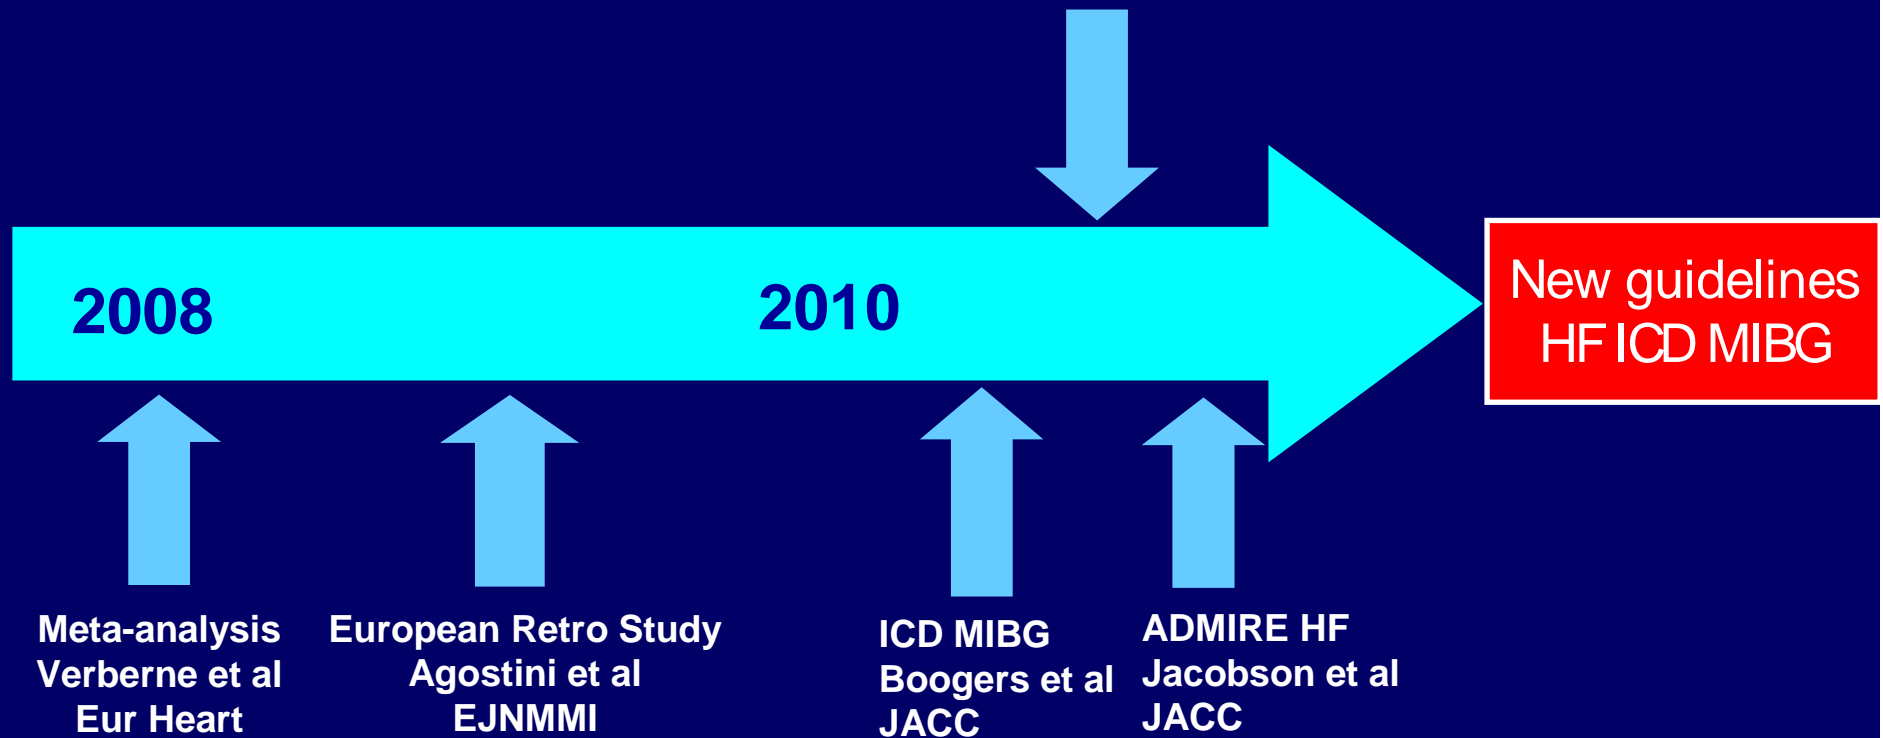 2008
2010
New guidelines
HF ICD MIBG
Meta-analysis
Verberne et al
Eur Heart
European Retro Study
Agostini et al
EJNMMI
ICD MIBG
Boogers et al
JACC
ADMIRE HF
Jacobson et al
JACC